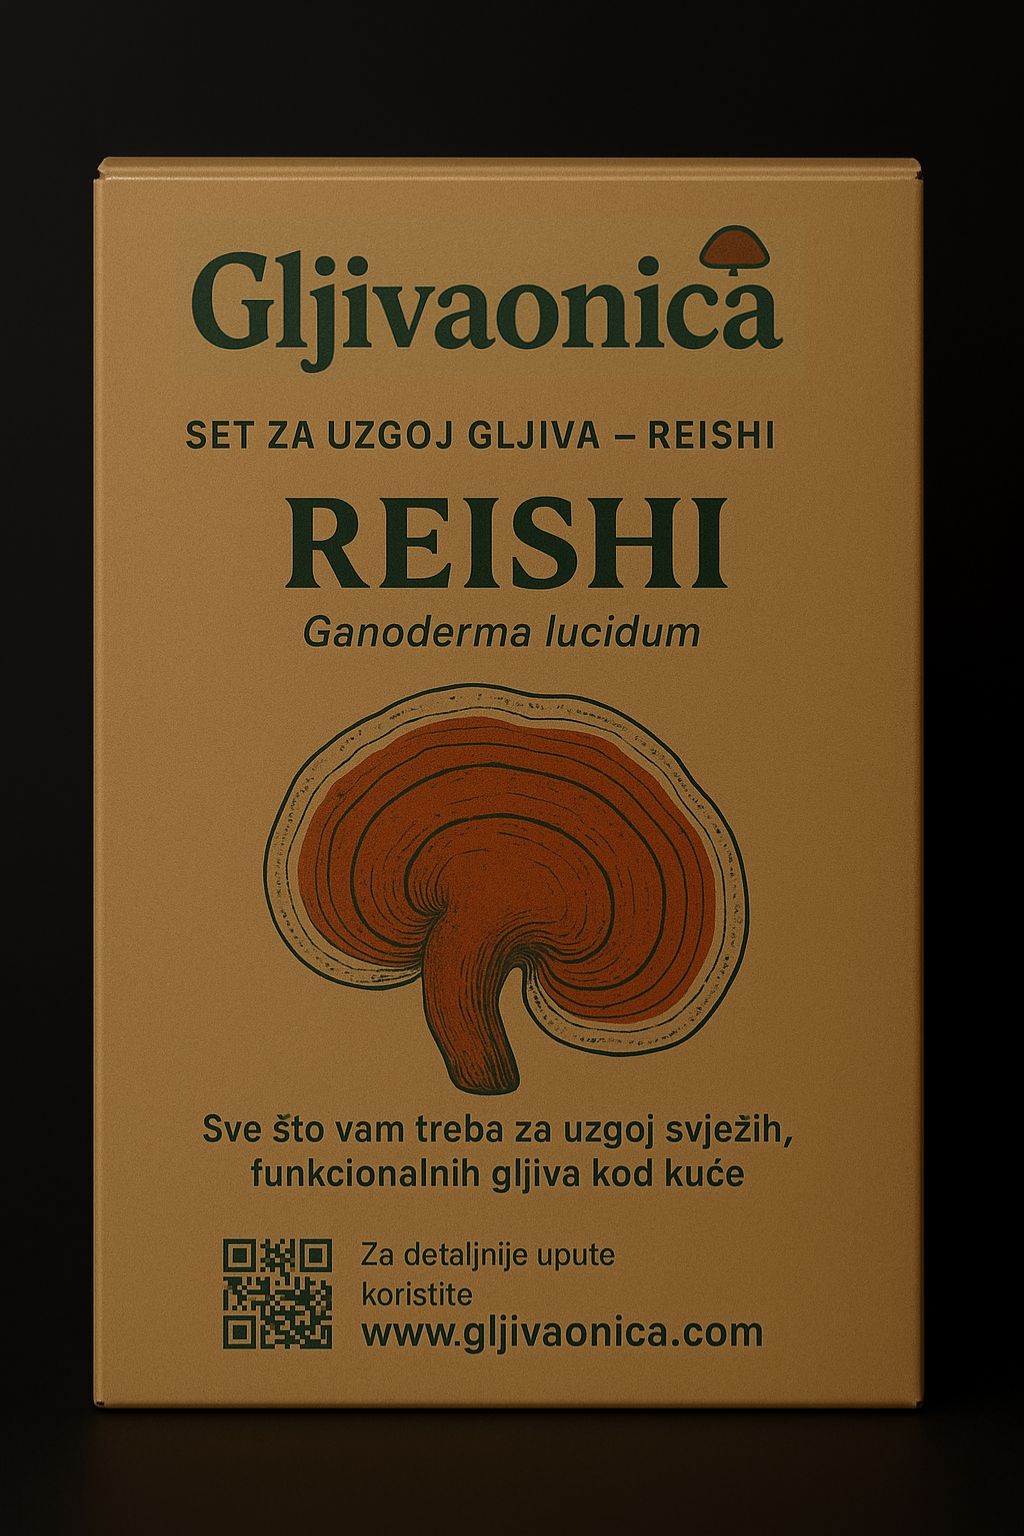 Gljivaonica
SET ZA UZGOJ GLJIVA – REISHI
REISHI
Ganoderma lucidum
Sve što vam treba za uzgoj svježih,
funkcionalnih gljiva kod kuće
Za detaljnije upute
koristite
www.gljivaonica.com